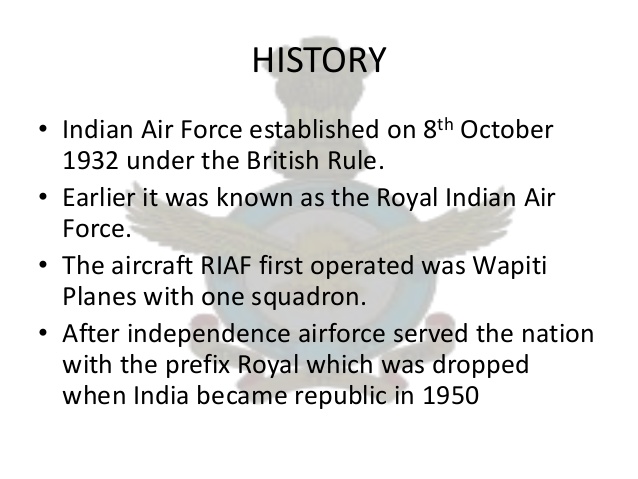 HISTORY
• Indian Air Force established on 8th October
1932 under the British Rule.
• Earlier it was known as the Royal Indian Air
Force.
• The aircraft RIAF first operated was Wapiti
Planes with one squadron.
• After independence airforce served the nation
with the prefix Royal which was dropped
when India became republic in 1950